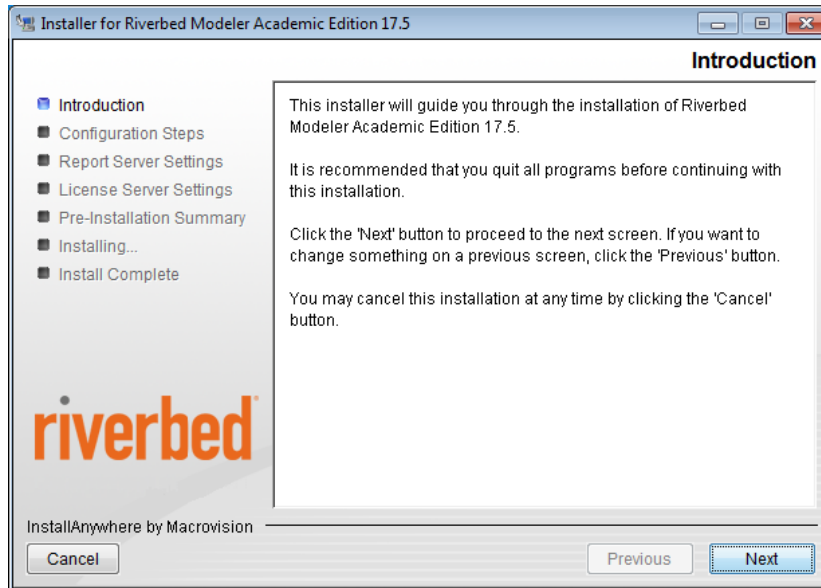 Installer for Riverbed Modeler Academic Edition 17.5
Introduction
Introduction
Configuration Steps
Report Server Settings
License Server Settings
Pre-Installation Summary
Installing...
Install Complete
This installer will guide you through the installation of Riverbed
Modeler Academic Edition 17.5.
It is recommended that you quit all programs before continuing with
this installation.
Click the 'Next' button to proceed to the next screen. If you want to
change something on a previous screen, click the 'Previous' button.
You may cancel this installation at any time by clicking the 'Cancel'
button.
riverbed
InstallAnywhere by Macrovision
Cancel
Previous
Next